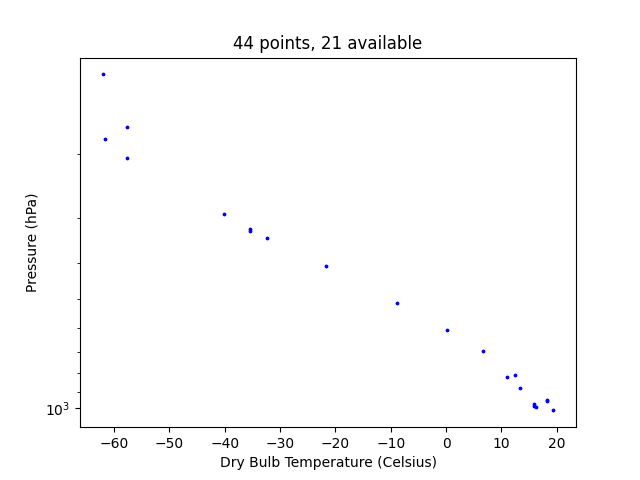 44 points, 21 available
Pressure (hPa)
10³
−60 −50 −40 −30 −20 −10 0 10 20
Dry Bulb Temperature (Celsius)